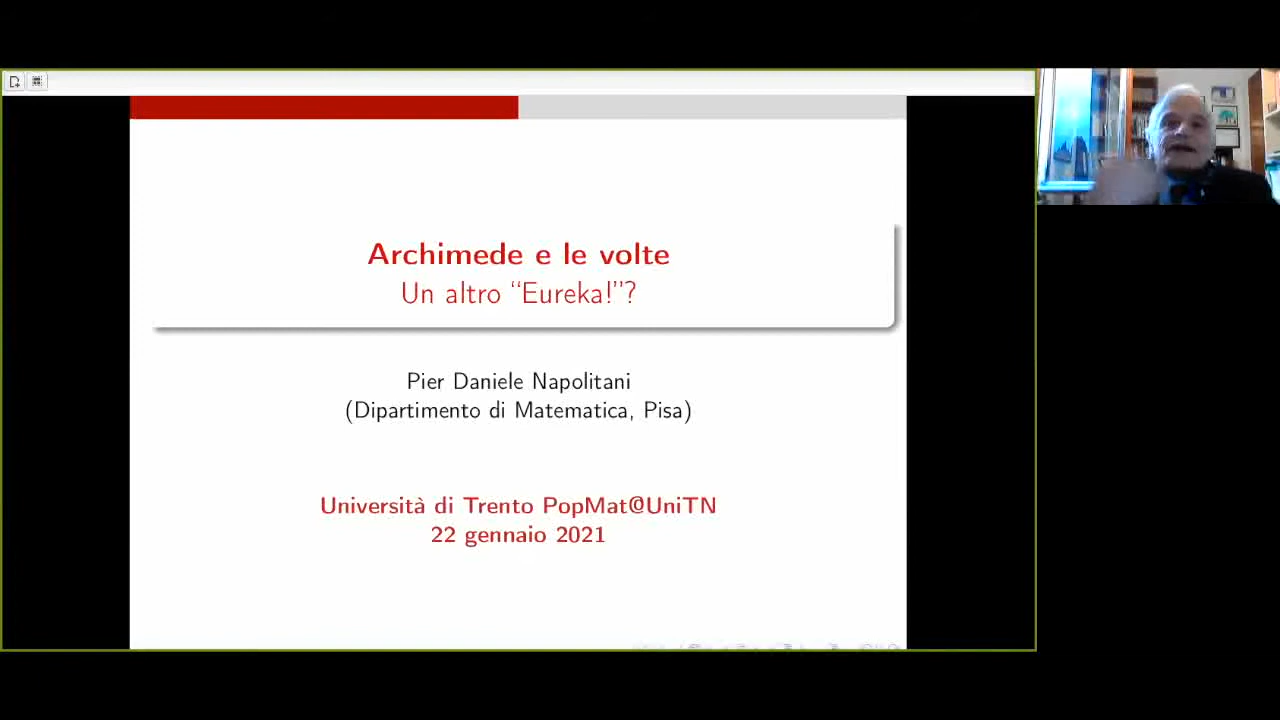 Archimede e le volte
Un altro “Eureka!”?
Pier Daniele Napolitani
(Dipartimento di Matematica, Pisa)
Università di Trento PopMat@UniTN
22 gennaio 2021